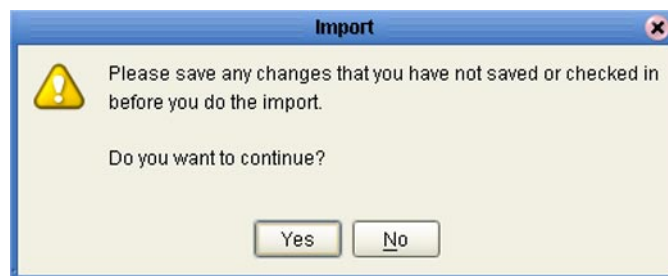 Import
Please save any changes that you have not saved or checked in
before you do the import.
Do you want to continue?
Yes
No